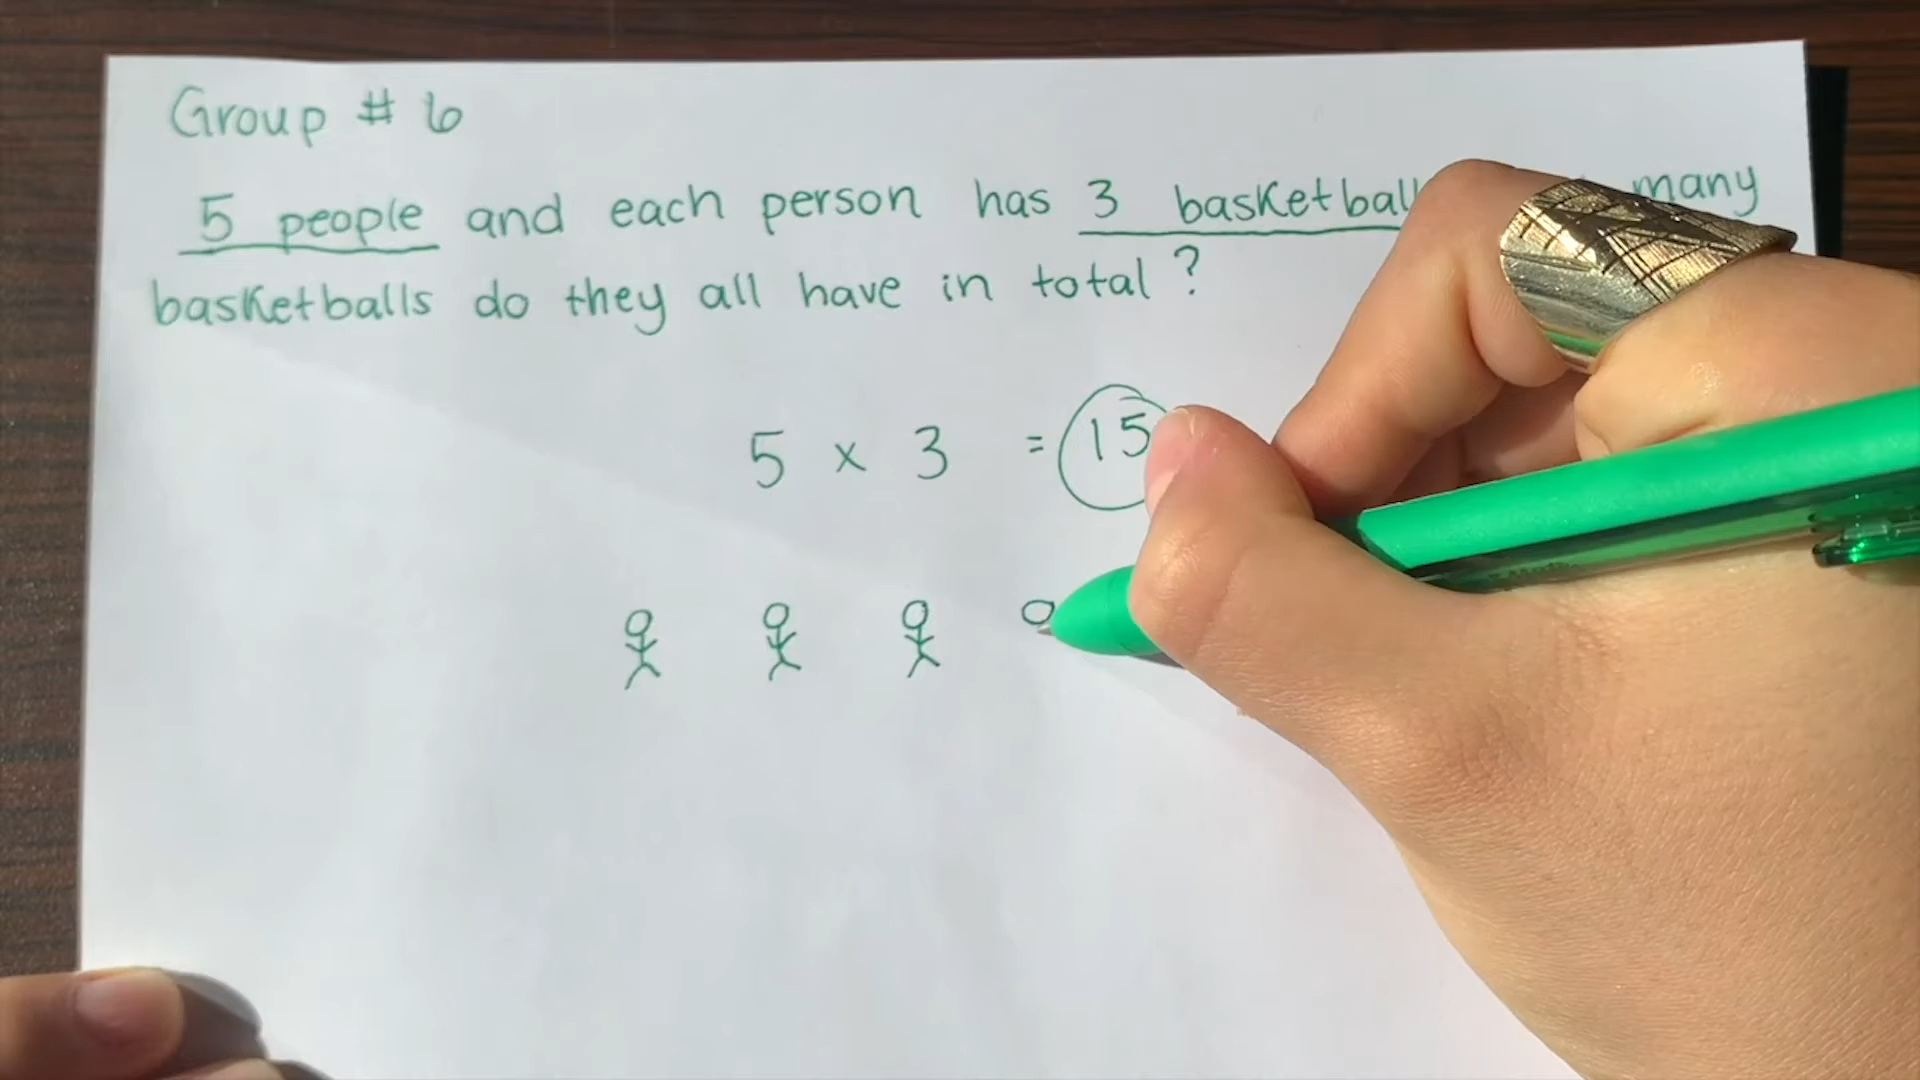 Group # 6
5 people and each person has 3 basketball many
basketballs do they all have in total ?
5 x 3 = 15